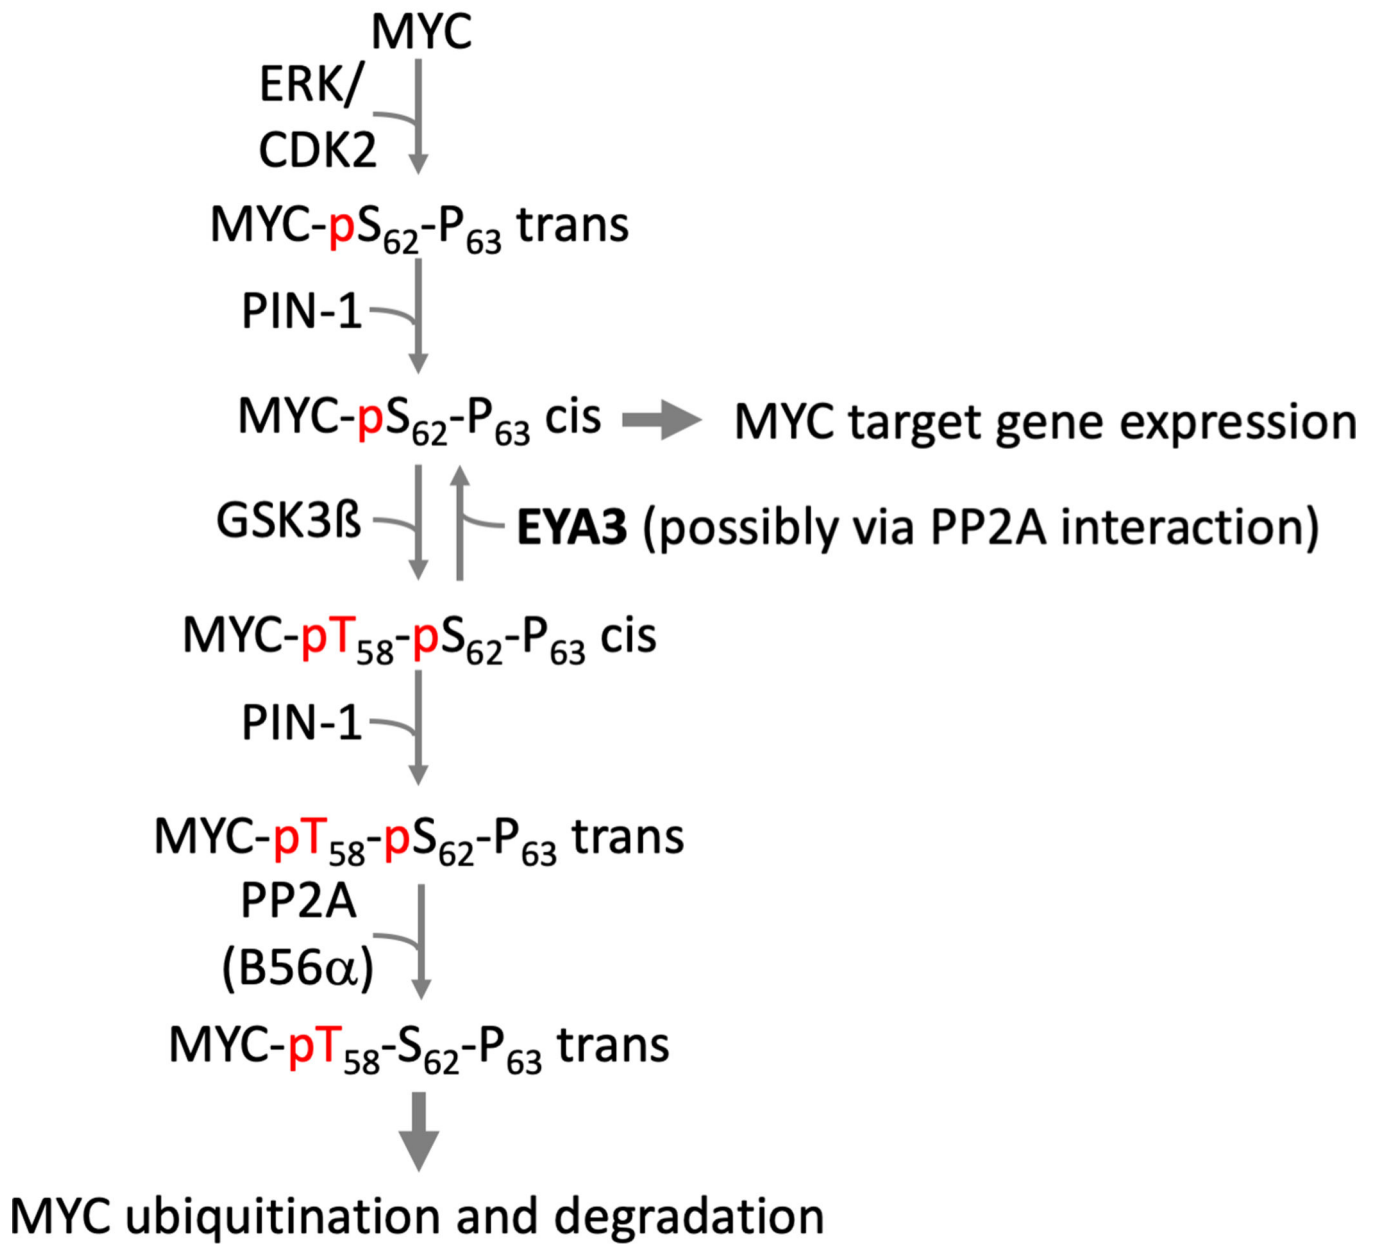 MYC
ERK/
CDK2
MYC-pS62-P63 trans
PIN-1
MYC-pS62-P63 cis
MYC target gene expression
GSK3ß
EYA3 (possibly via PP2A interaction)
MYC-pT58-pS62-P63 cis
PIN-1
MYC-pT58-pS62-P63 trans
PP2A
(B56α)
MYC-pT58-S62-P63 trans
MYC ubiquitination and degradation